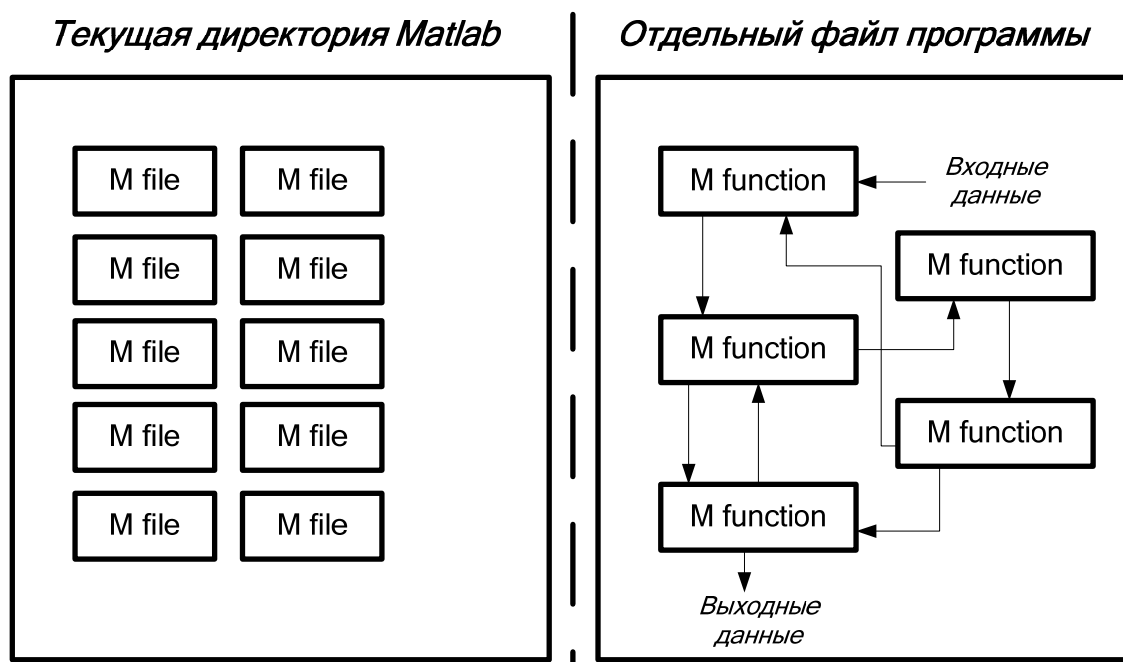 Текущая директория Matlab
M file M file
M file M file
M file M file
M file M file
M file M file
Отдельный файл программы
M function
Входные
данные
M function
M function
M function
M function
Выходные
данные